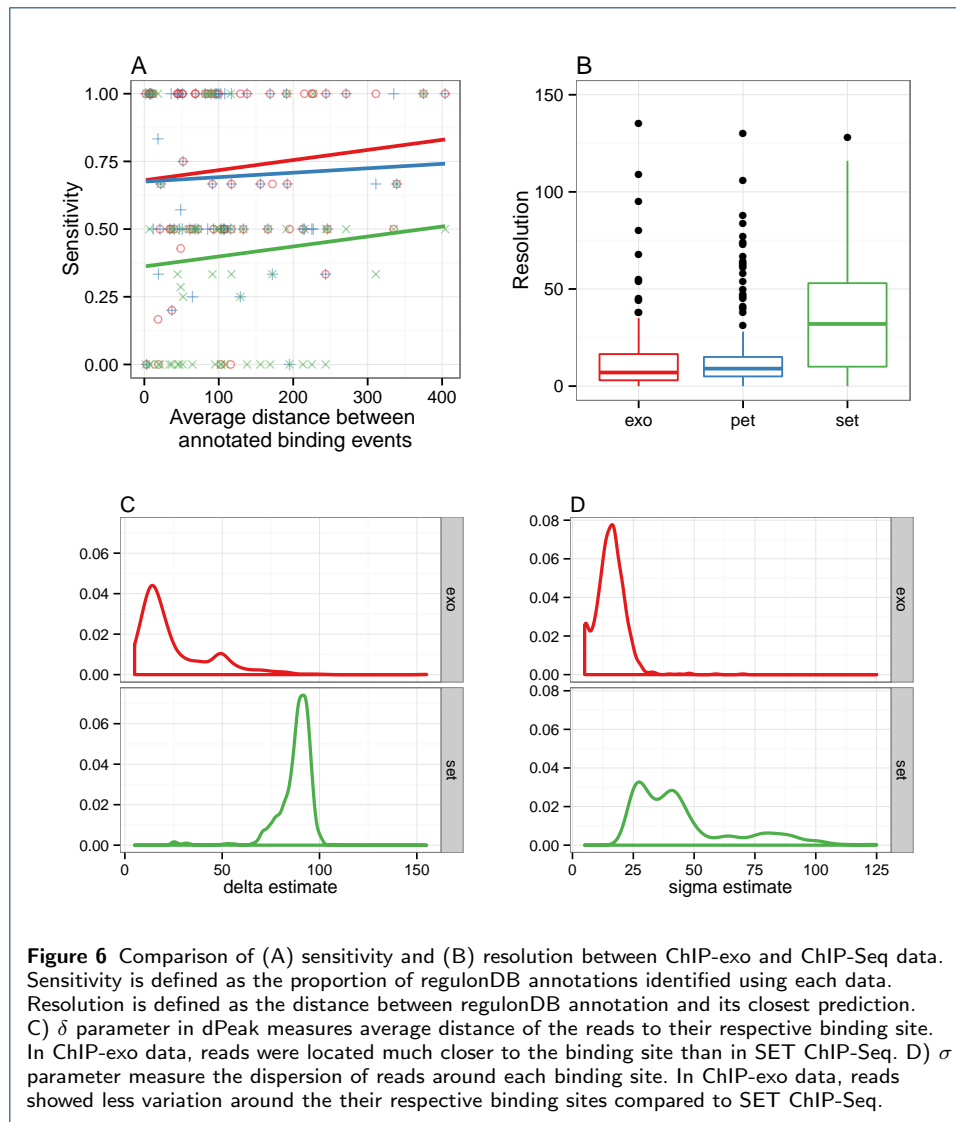 A
1.00
0.75
0.50
0.25
0.00
Sensitivity
0 100 200 300 400
Average distance between
annotated binding events
B
150
100
50
0
Resolution
exo pet set
C
0.06
0.04
0.02
0.00
exo
0.06
0.04
0.02
0.00
set
0 50 100 150
delta estimate
D
0.08
0.06
0.04
0.02
0.00
exo
0.08
0.06
0.04
0.02
0.00
set
0 25 50 75 100 125
sigma estimate
Figure 6 Comparison of (A) sensitivity and (B) resolution between ChIP-exo and ChIP-Seq data.
Sensitivity is defined as the proportion of regulonDB annotations identified using each data.
Resolution is defined as the distance between regulonDB annotation and its closest prediction.
C) δ parameter in dPeak measures average distance of the reads to their respective binding site.
In ChIP-exo data, reads were located much closer to the binding site than in SET ChIP-Seq. D) σ
parameter measure the dispersion of reads around each binding site. In ChIP-exo data, reads
showed less variation around the their respective binding sites compared to SET ChIP-Seq.